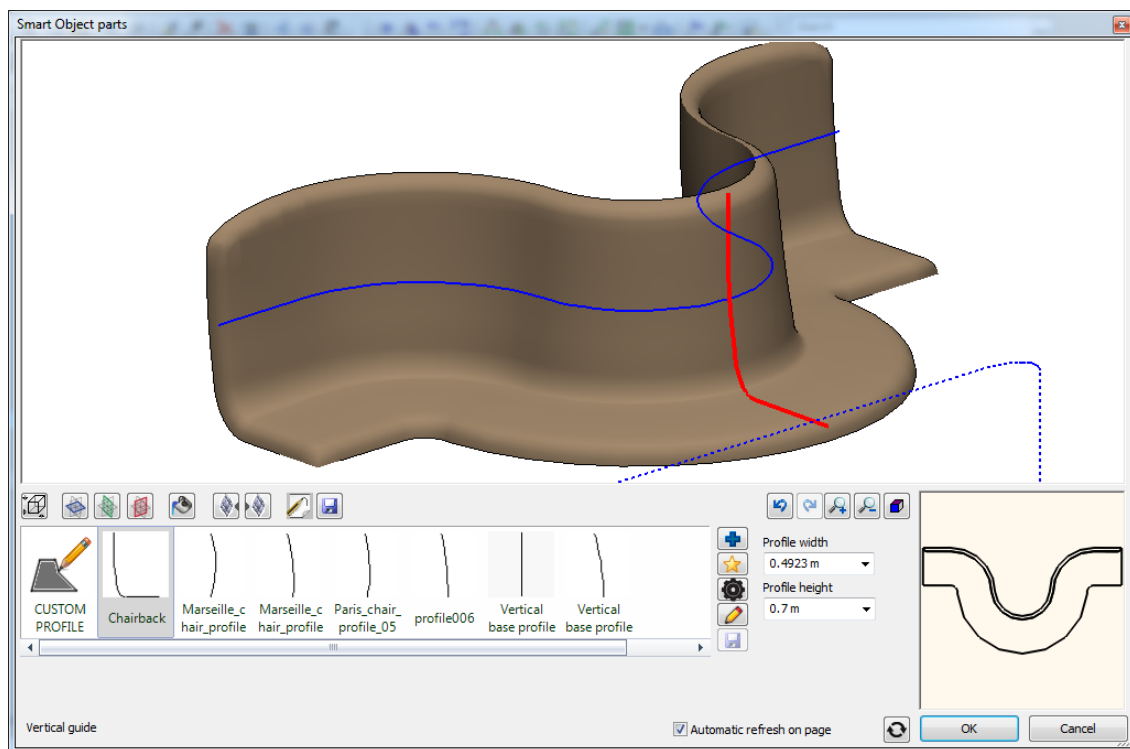 Smart Object parts
Search
CUSTOM
PROFILE
Chairback
Marseille_c
hair_profile
Marseille_c
hair_profile
Paris_chair_
profile_05
profile006
Vertical
base profile
Vertical
base profile
Profile width
0.4923 m
Profile height
0.7 m
Vertical guide
Automatic refresh on page
OK
Cancel